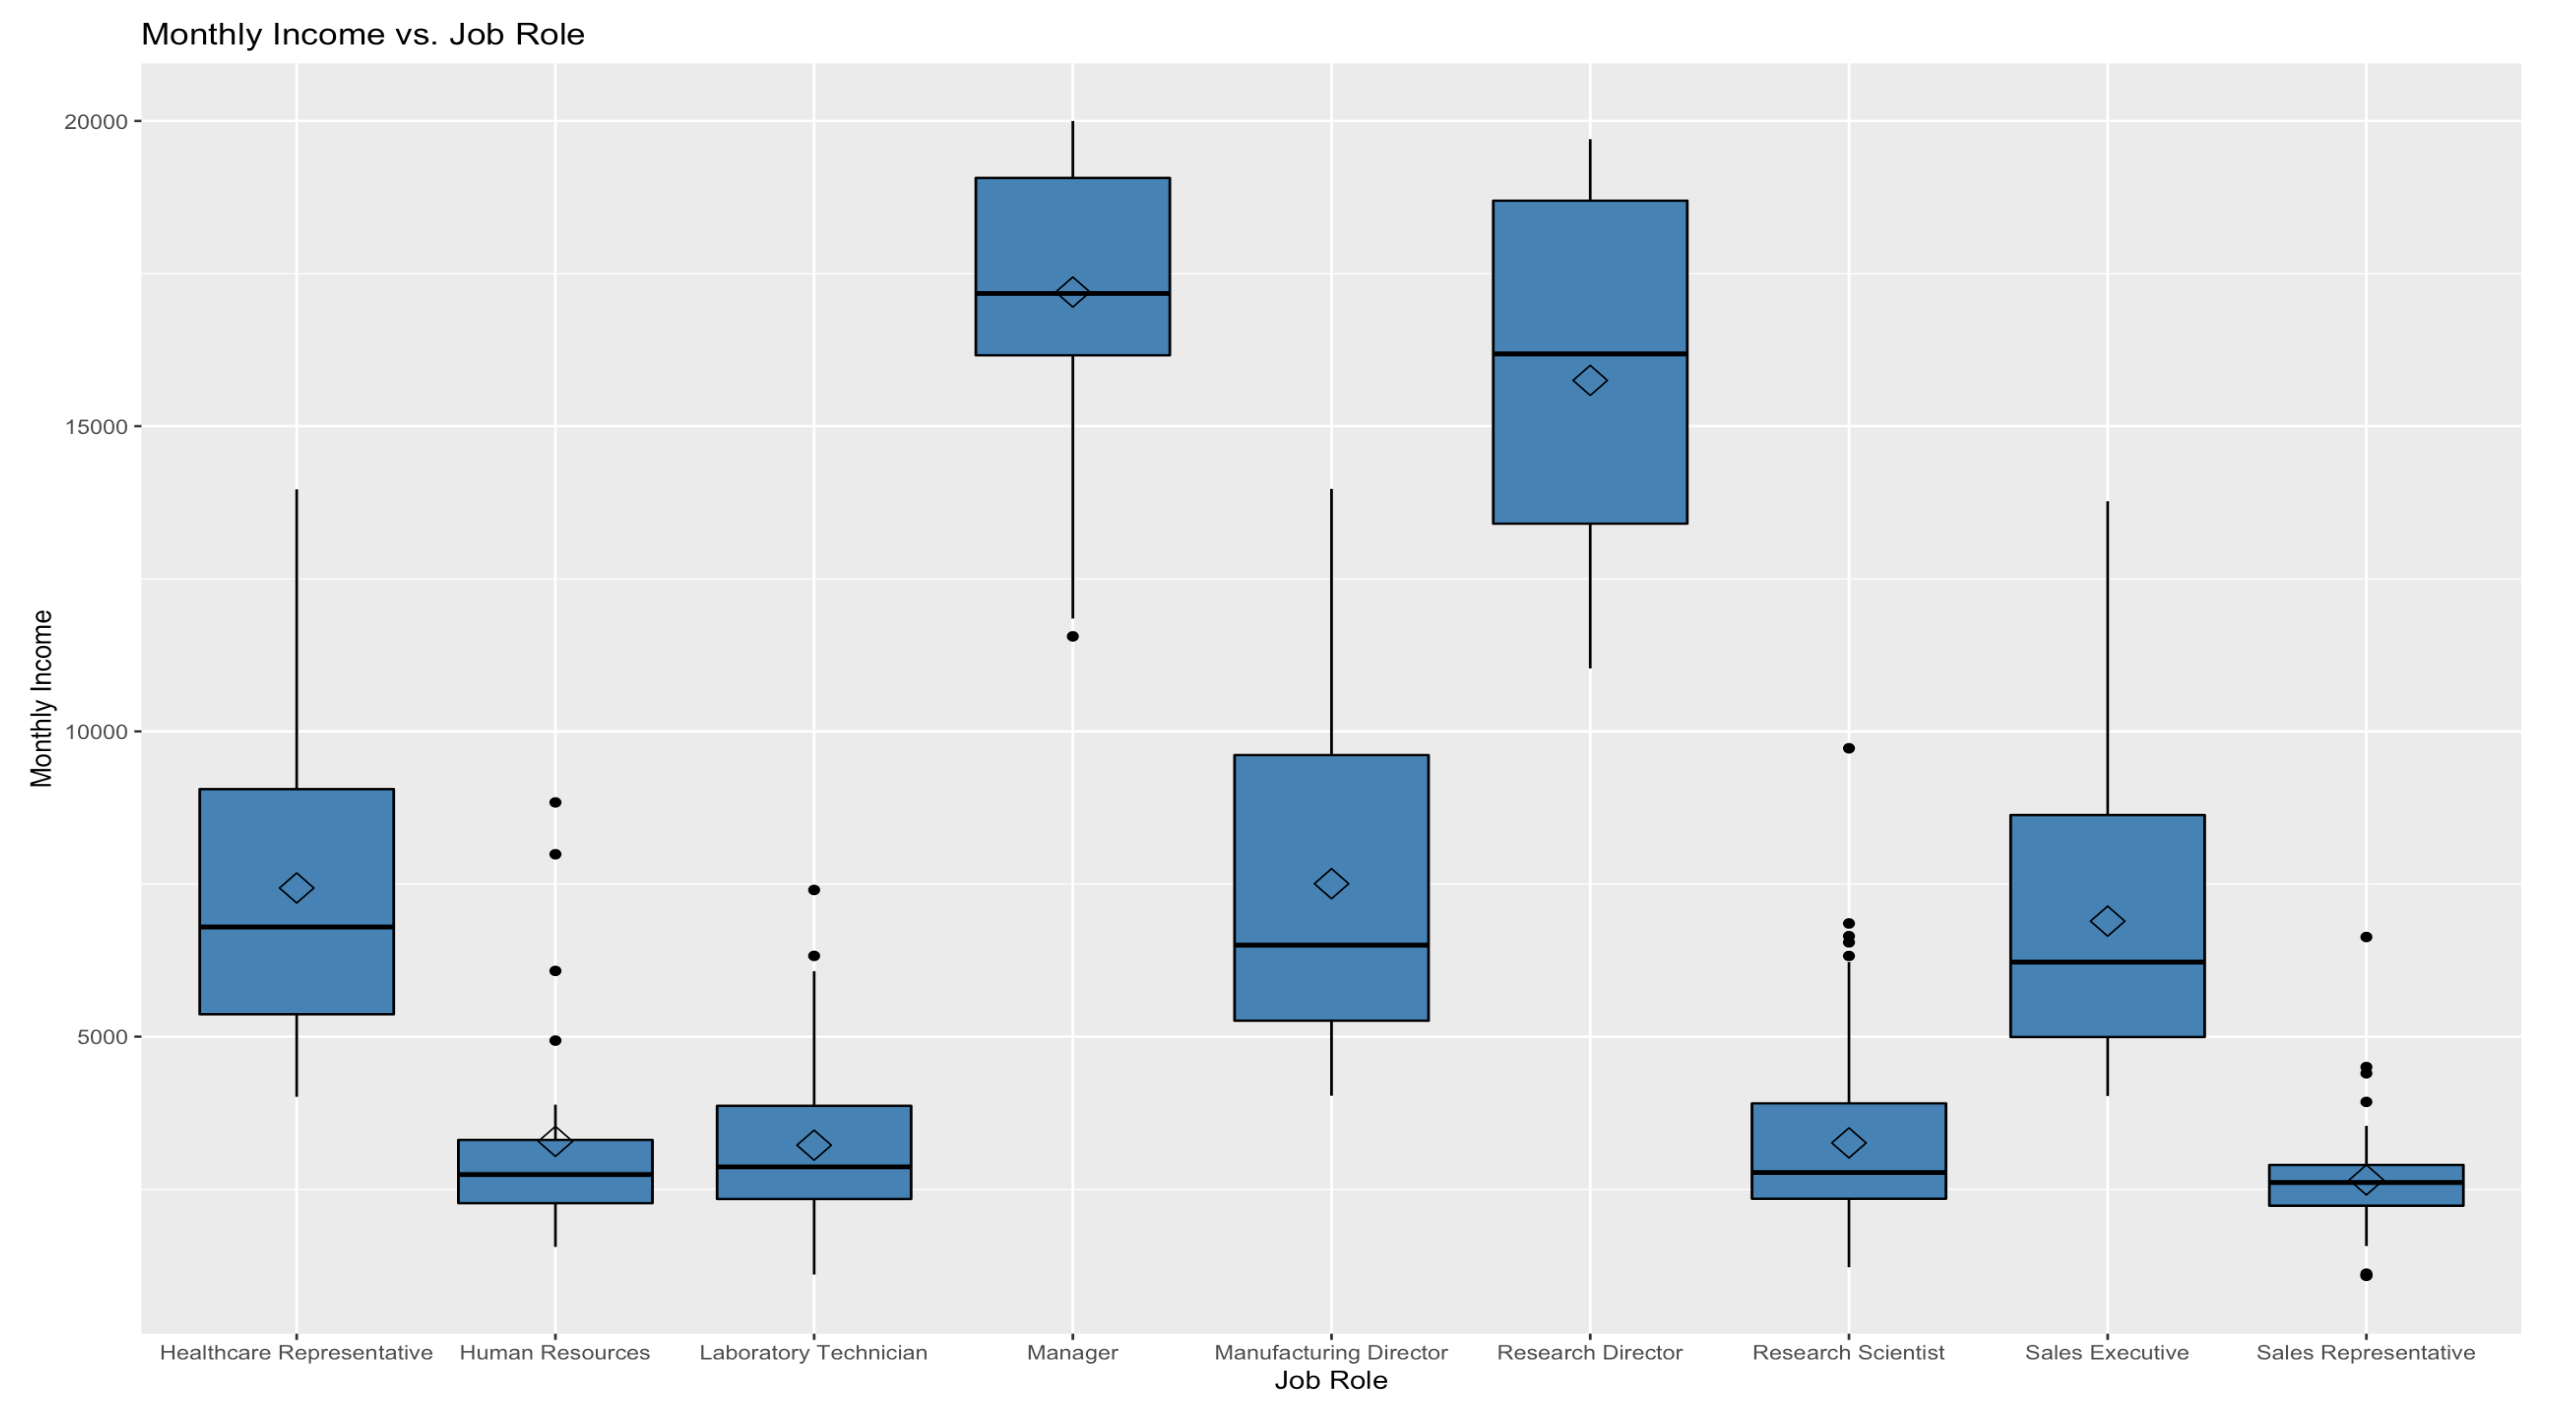 Monthly Income vs. Job Role
Monthly Income
20000
15000
10000
5000
Healthcare Representative
Human Resources
Laboratory Technician
Manager
Manufacturing Director
Research Director
Research Scientist
Sales Executive
Sales Representative
Job Role